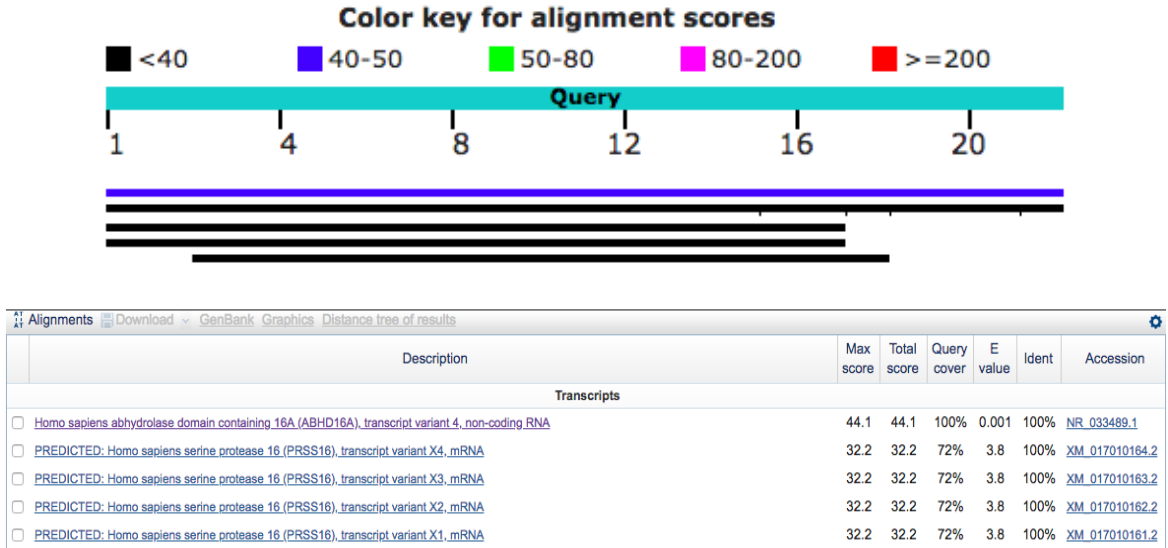 Color key for alignment scores
<40 40-50 50-80 80-200 >=200
Query
1 4 8 12 16 20
AT AT Alignments Download GenBank Graphics Distance tree of results
Description Max score Total score Query cover E value Ident Accession
Transcripts
Homo sapiens abhydrolase domain containing 16A (ABHD16A), transcript variant 4, non-coding RNA 44.1 44.1 100% 0.001 100% NR_033489.1
PREDICTED: Homo sapiens serine protease 16 (PRSS16), transcript variant X4, mRNA 32.2 32.2 72% 3.8 100% XM_017010164.2
PREDICTED: Homo sapiens serine protease 16 (PRSS16), transcript variant X3, mRNA 32.2 32.2 72% 3.8 100% XM_017010163.2
PREDICTED: Homo sapiens serine protease 16 (PRSS16), transcript variant X2, mRNA 32.2 32.2 72% 3.8 100% XM_017010162.2
PREDICTED: Homo sapiens serine protease 16 (PRSS16), transcript variant X1, mRNA 32.2 32.2 72% 3.8 100% XM_017010161.2